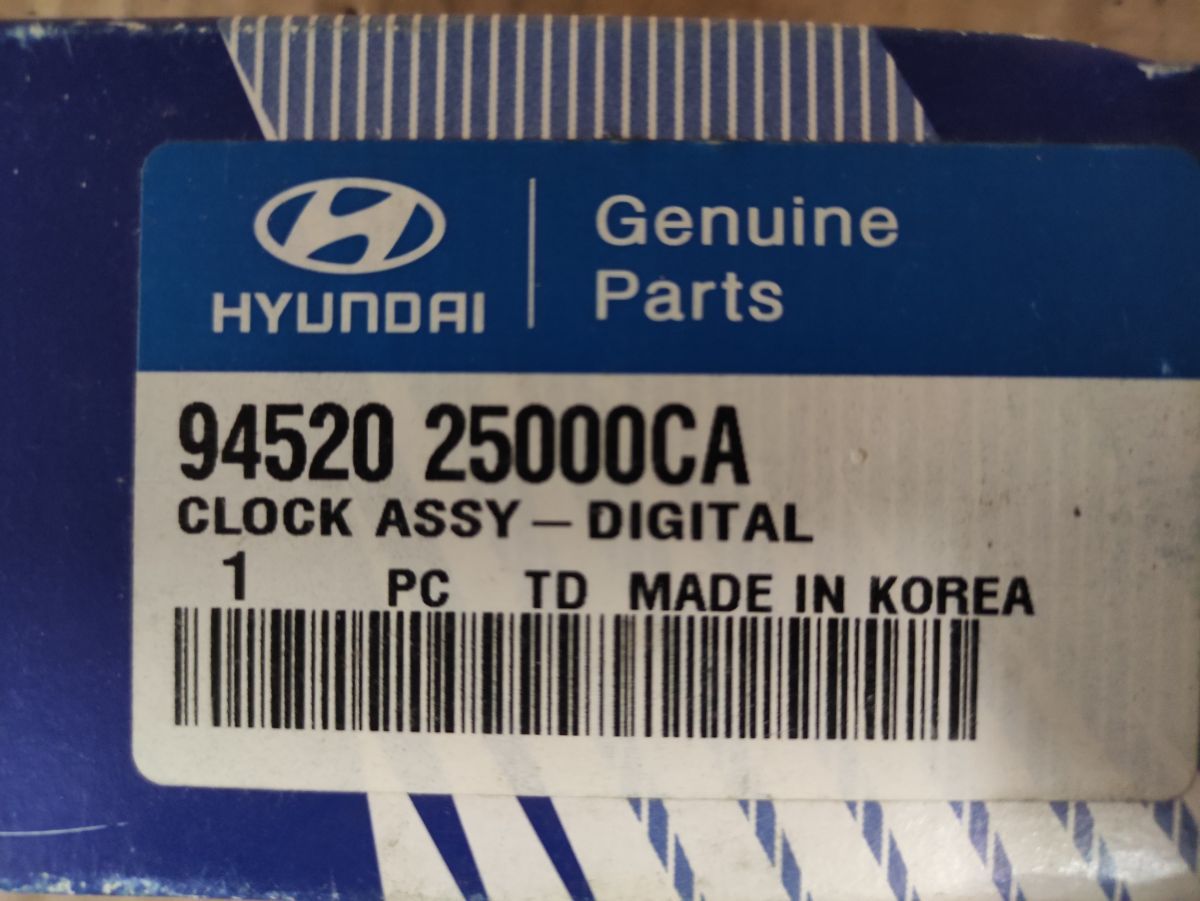 HYUNDAI
Genuine
Parts
94520 25000CA
CLOCK ASSY – DIGITAL
1 PC TD MADE IN KOREA